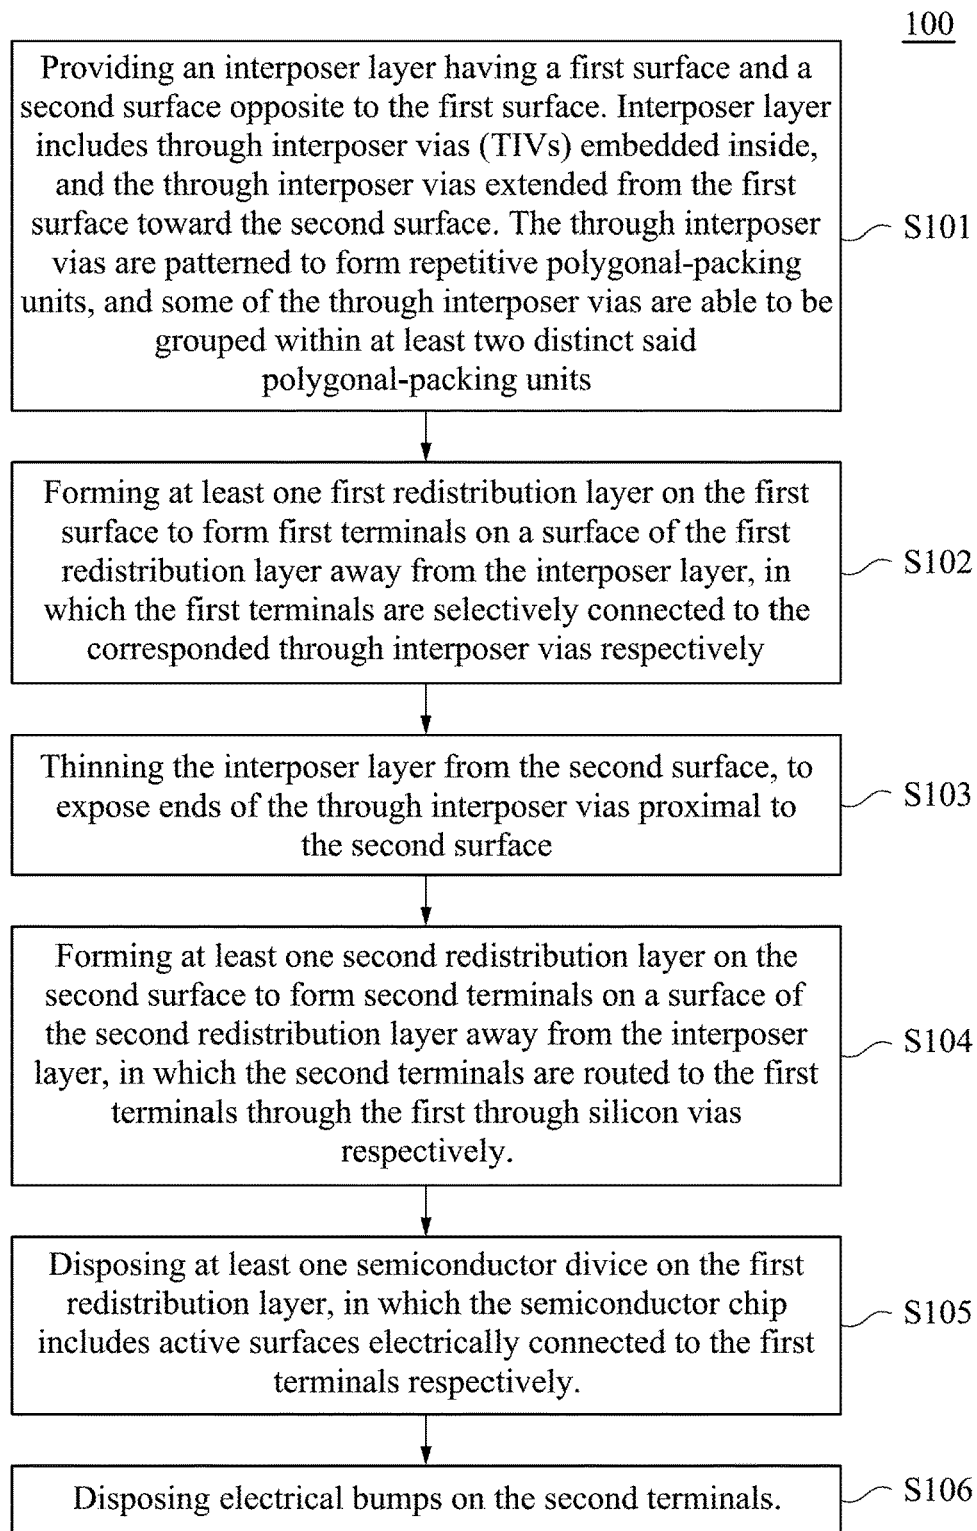 100
Providing an interposer layer having a first surface and a
second surface opposite to the first surface. Interposer layer
includes through interposer vias (TIVs) embedded inside,
and the through interposer vias extended from the first
surface toward the second surface. The through interposer
vias are patterned to form repetitive polygonal-packing
units, and some of the through interposer vias are able to be
grouped within at least two distinct said
polygonal-packing units
S101
Forming at least one first redistribution layer on the first
surface to form first terminals on a surface of the first
redistribution layer away from the interposer layer, in
which the first terminals are selectively connected to the
corresponded through interposer vias respectively
S102
Thinning the interposer layer from the second surface, to
expose ends of the through interposer vias proximal to
the second surface
S103
Forming at least one second redistribution layer on the
second surface to form second terminals on a surface of
the second redistribution layer away from the interposer
layer, in which the second terminals are routed to the first
terminals through the first through silicon vias
respectively.
S104
Disposing at least one semiconductor divice on the first
redistribution layer, in which the semiconductor chip
includes active surfaces electrically connected to the first
terminals respectively.
S105
Disposing electrical bumps on the second terminals.
S106